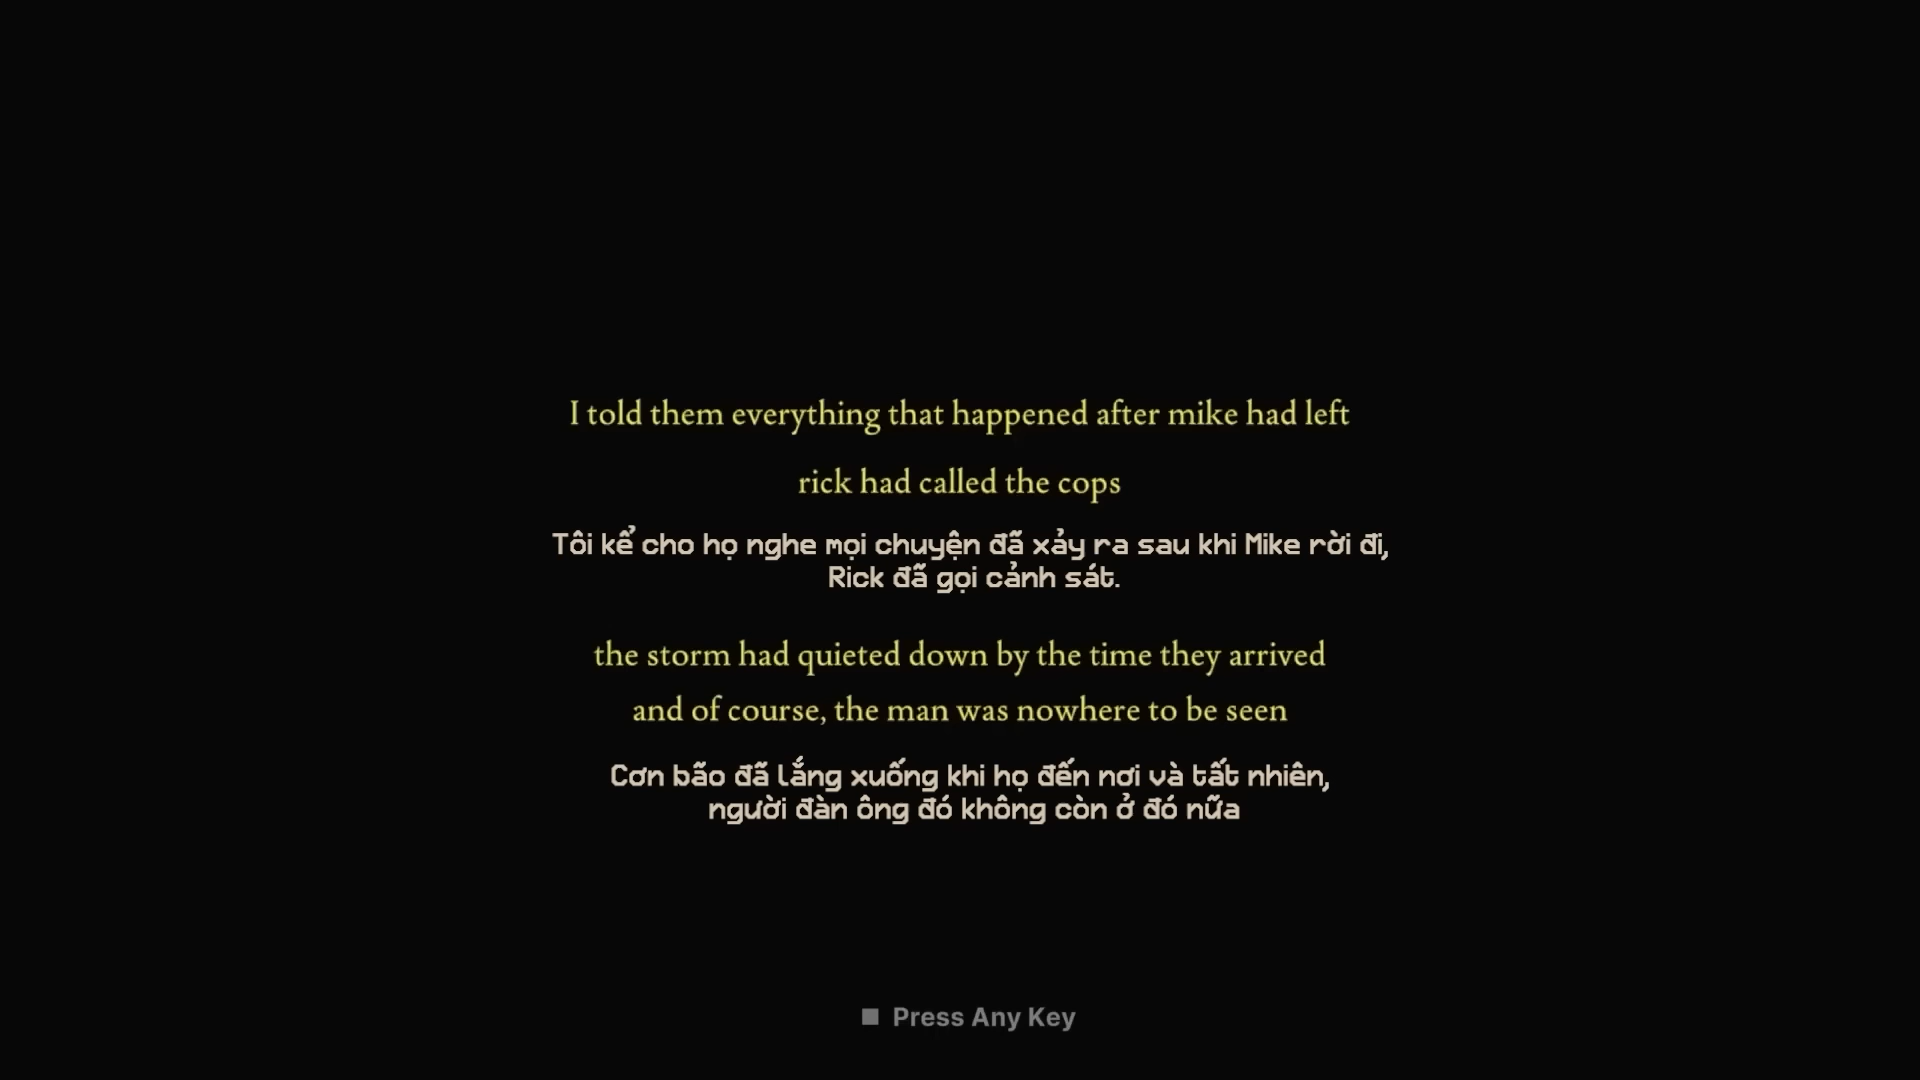 I told them everything that happened after mike had left
rick had called the cops
Tôi kể cho họ nghe mọi chuyện đã xảy ra sau khi Mike rời đi,
Rick đã gọi cảnh sát.
the storm had quieted down by the time they arrived
and of course, the man was nowhere to be seen
Cơn bão đã lắng xuống khi họ đến nơi và tất nhiên,
người đàn ông đó không còn ở đó nữa
Press Any Key